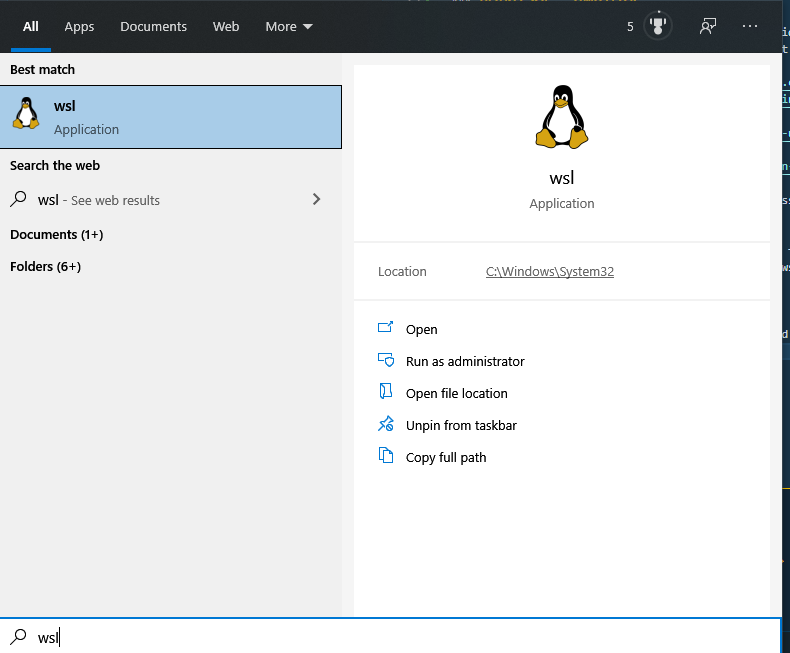 All Apps Documents Web More 5 ...
Best match
wsl
Application
Search the web
wsl - See web results
Documents (1+)
Folders (6+)
wsl
Application
Location C:\Windows\System32
Open
Run as administrator
Open file location
Unpin from taskbar
Copy full path
wsl